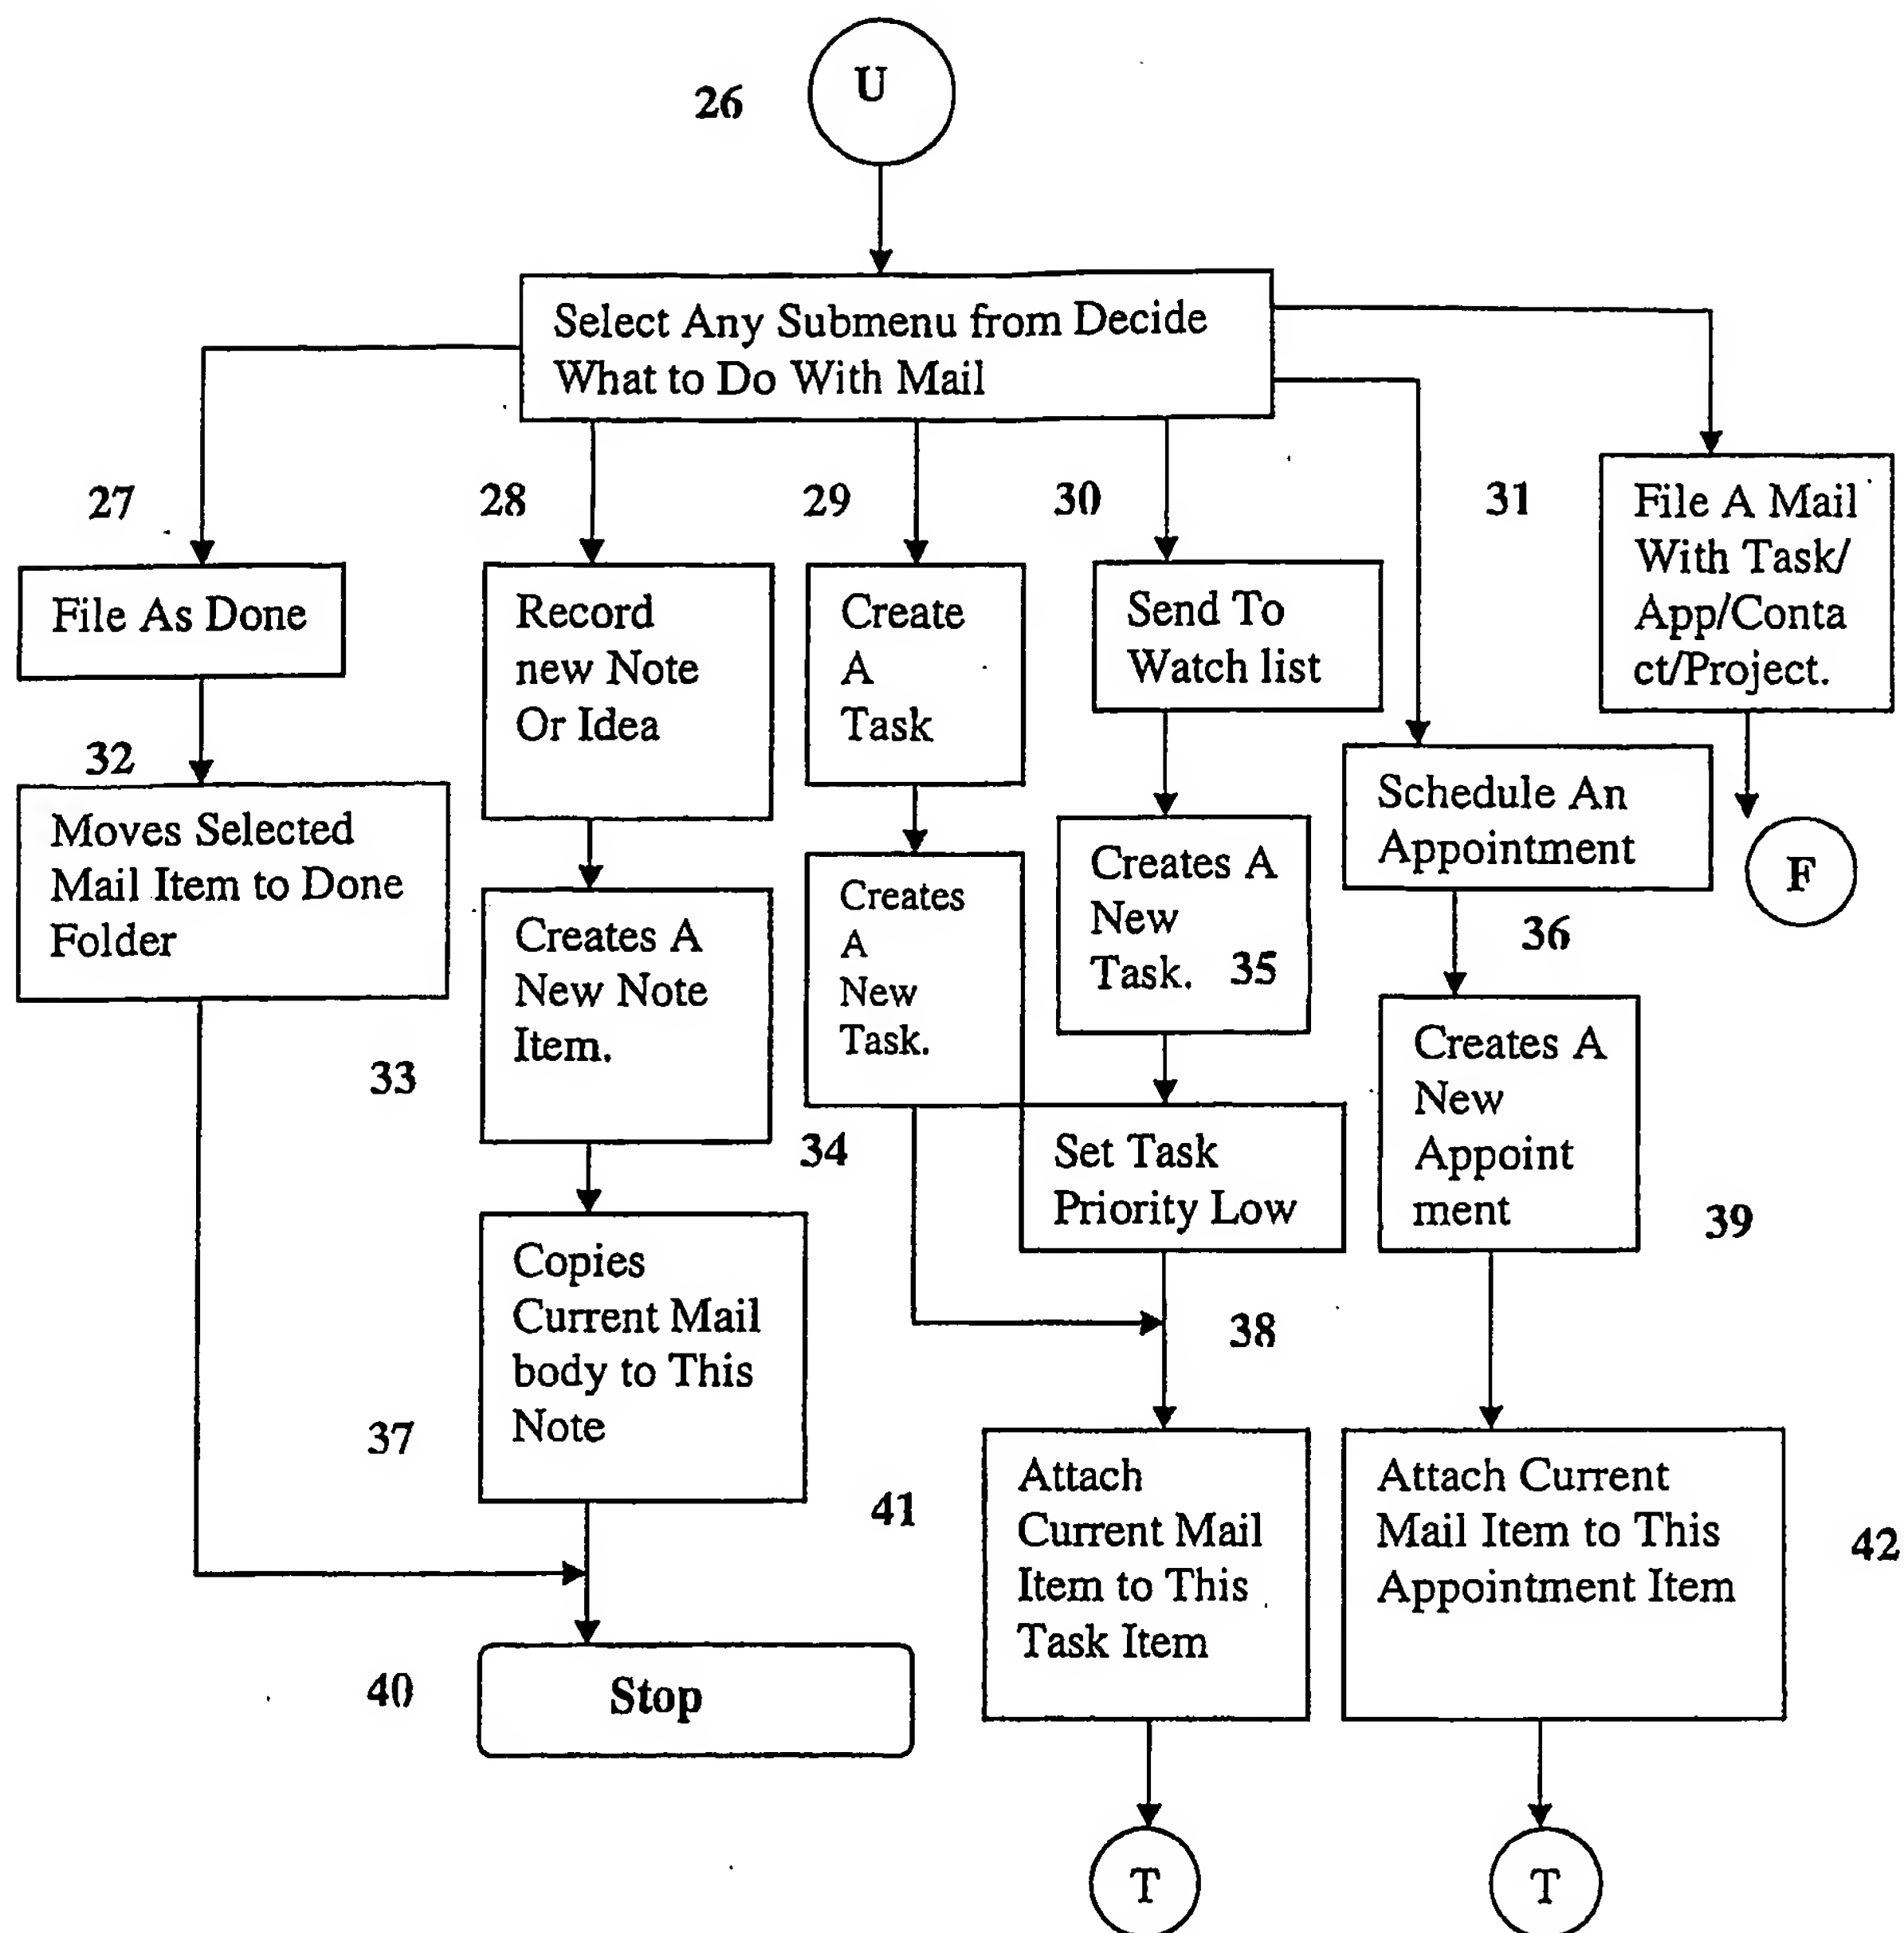 U
26
Select Any Submenu from Decide
What to Do With Mail
27
28
29
30
31
File A Mail
With Task/
App/Conta
ct/Project.
File As Done
Record
new Note
Or Idea
Create
A
Task
Send To
Watch list
32
Moves Selected
Mail Item to Done
Folder
Schedule An
Appointment
F
Creates A
New Note
Item.
Creates
A
New
Task.
Creates A
New
Task. 35
36
33
Creates A
New
Appoint
ment
34
Set Task
Priority Low
39
Copies
Current Mail
body to This
Note
37
38
41
Attach
Current Mail
Item to This
Task Item
Attach Current
Mail Item to This
Appointment Item
42
40
Stop
T
T